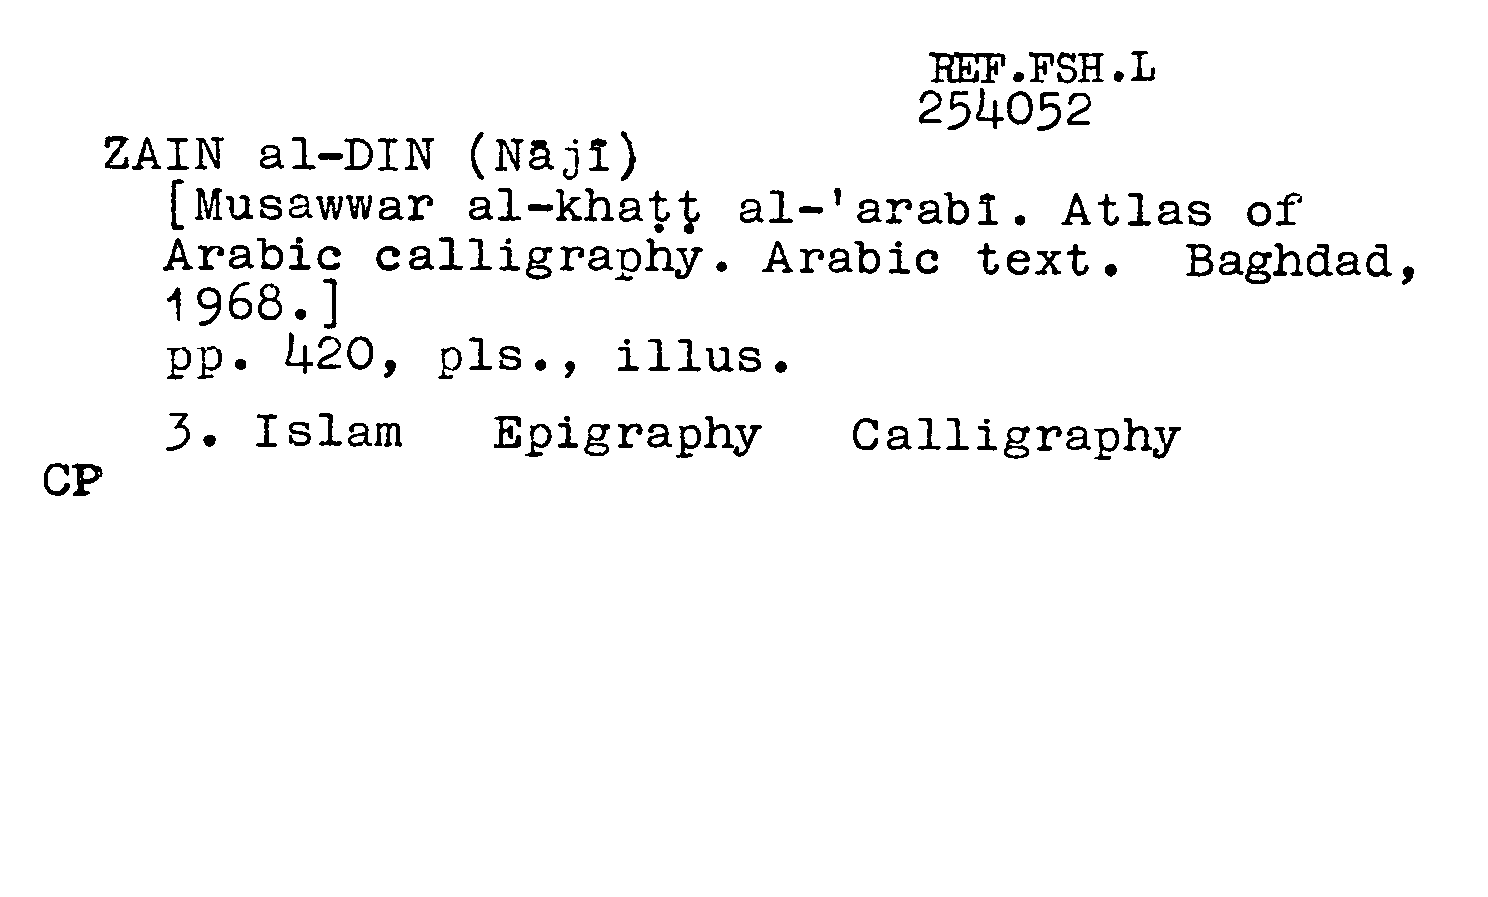 REF.FSH.L
254052
ZAIN al-DIN (Nājī)
[Musawwar al-khaṭṭ al-'arabī. Atlas of
Arabic calligraphy. Arabic text. Baghdad,
1968.]
pp. 420, pls., illus.
3. Islam Epigraphy Calligraphy
CP